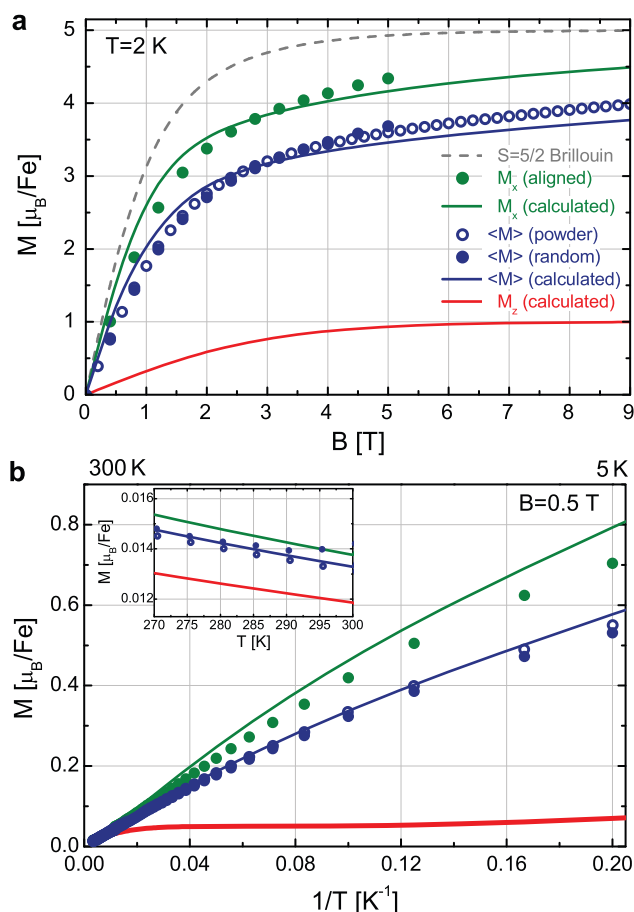 a
T=2 K
5
4
3
2
1
0
M [μB/Fe]
S=5/2 Brillouin
Mx (aligned)
Mx (calculated)
<M> (powder)
<M> (random)
<M> (calculated)
Mz (calculated)
0 1 2 3 4 5 6 7 8 9
B [T]
b
300 K 5 K
B=0.5 T
0.8
0.6
0.4
0.2
0.0
M [μB/Fe]
0.016
0.014
0.012
M [μB/Fe]
270 275 280 285 290 295 300
T [K]
0.04 0.08 0.12 0.16 0.20
1/T [K⁻¹]